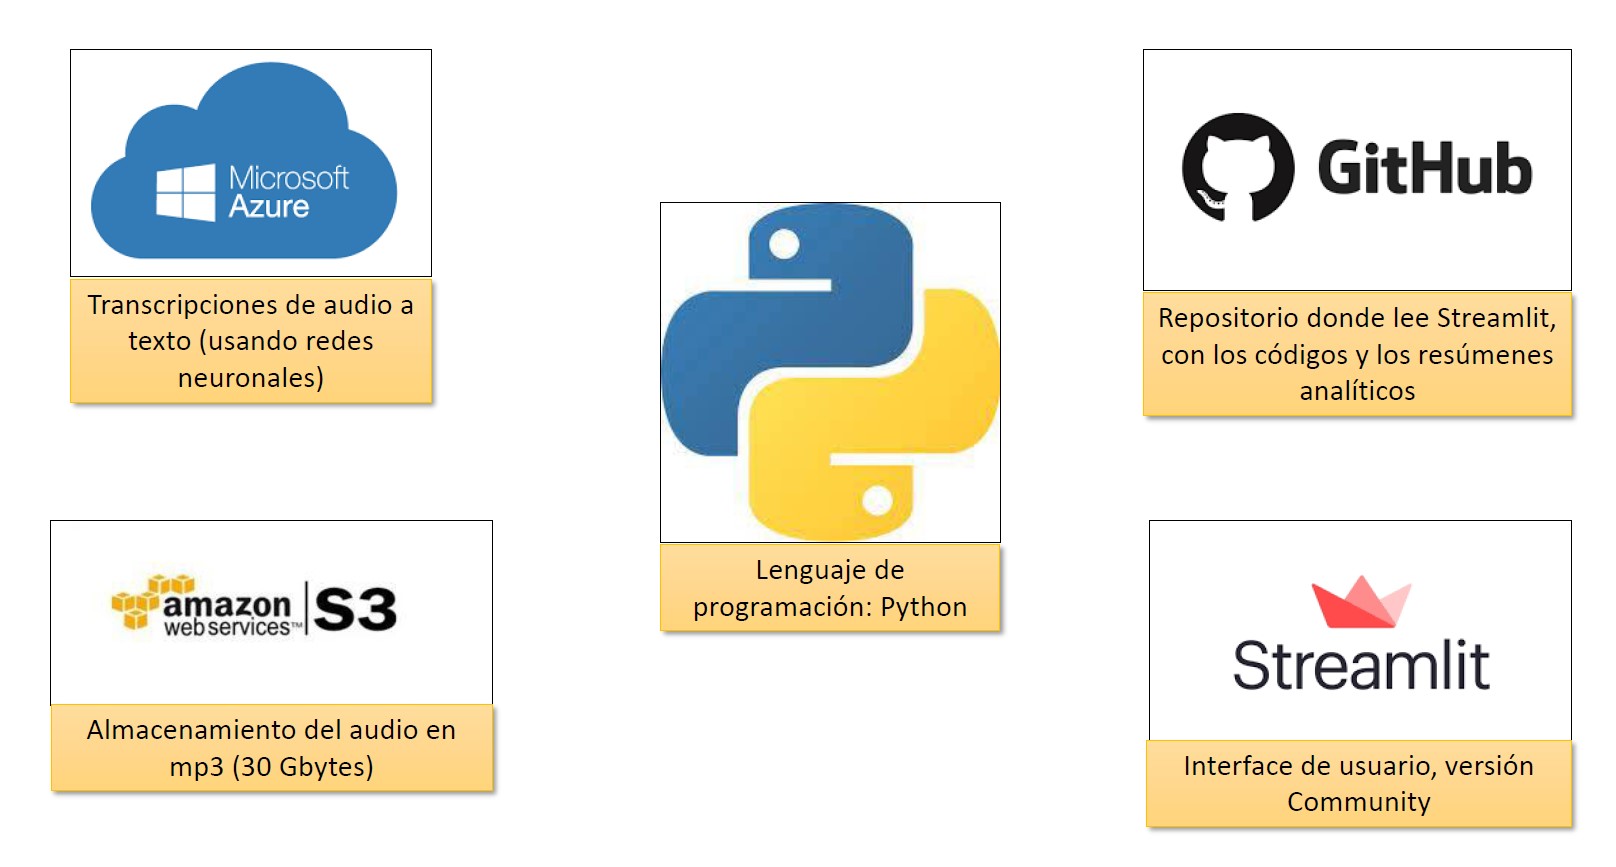 Microsoft
Azure
Transcripciones de audio a
texto (usando redes
neuronales)
GitHub
Repositorio donde lee Streamlit,
con los códigos y los resúmenes
analíticos
Lenguaje de
programación: Python
amazon
web services™
S3
Almacenamiento del audio en
mp3 (30 Gbytes)
Streamlit
Interface de usuario, versión
Community